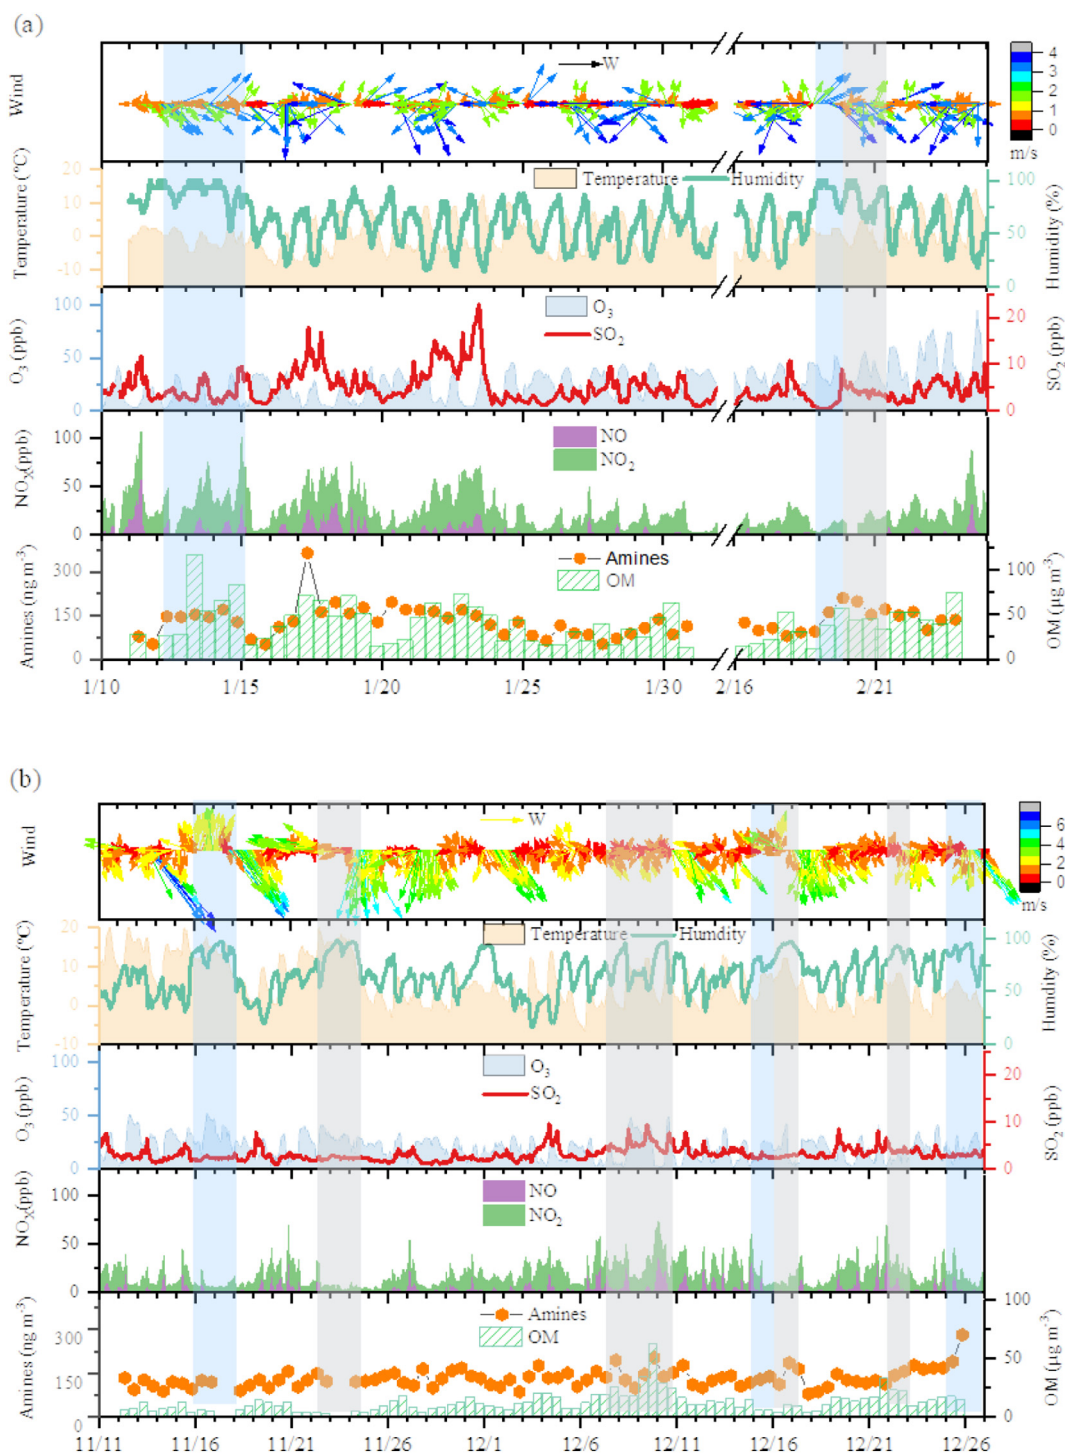 (a)
Wind
W
4
3
2
1
0
m/s
Temperature (°C)
20
10
0
-10
Temperature
Humidity
100
50
0
Humidity (%)
O3 (ppb)
100
50
0
O3
SO2
20
10
0
SO2 (ppb)
NOX(ppb)
100
50
0
NO
NO2
Amines (ng m-3)
300
150
0
Amines
OM
100
50
0
OM (μg m-3)
1/10
1/15
1/20
1/25
1/30
2/16
2/21
(b)
Wind
W
6
4
2
0
m/s
Temperature (°C)
20
10
0
-10
Temperature
Humdity
100
50
0
Humdity (%)
O3 (ppb)
100
50
0
O3
SO2
20
10
0
SO2 (ppb)
NOX(ppb)
100
50
0
NO
NO2
Amines (ng m-3)
300
150
0
Amines
OM
100
50
0
OM (μg m-3)
11/11
11/16
11/21
11/26
12/1
12/6
12/11
12/16
12/21
12/26